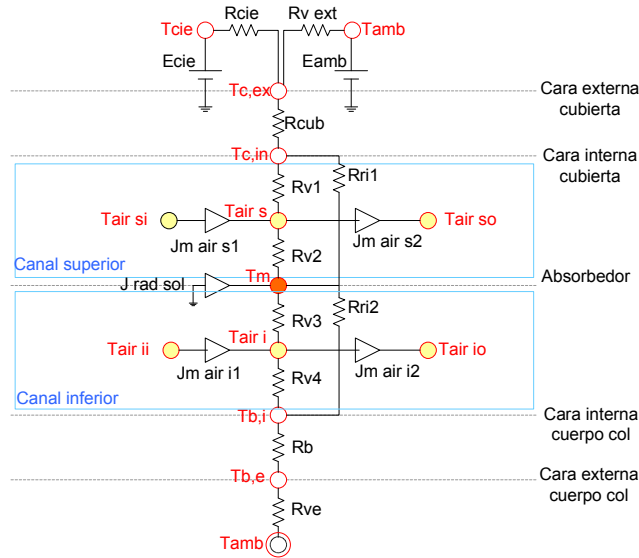 Rcie
Rv ext
Tcie
Tamb
Ecie
Eamb
Tc,ex
Cara externa
cubierta
Rcub
Tc,in
Cara interna
cubierta
Rv1
Rri1
Tair si
Tair s
Tair so
Jm air s1
Jm air s2
Rv2
Canal superior
Tm
J rad sol
Absorbedor
Rv3
Rri2
Tair ii
Tair i
Tair io
Jm air i1
Jm air i2
Rv4
Canal inferior
Tb,i
Cara interna
cuerpo col
Rb
Tb,e
Cara externa
cuerpo col
Rve
Tamb